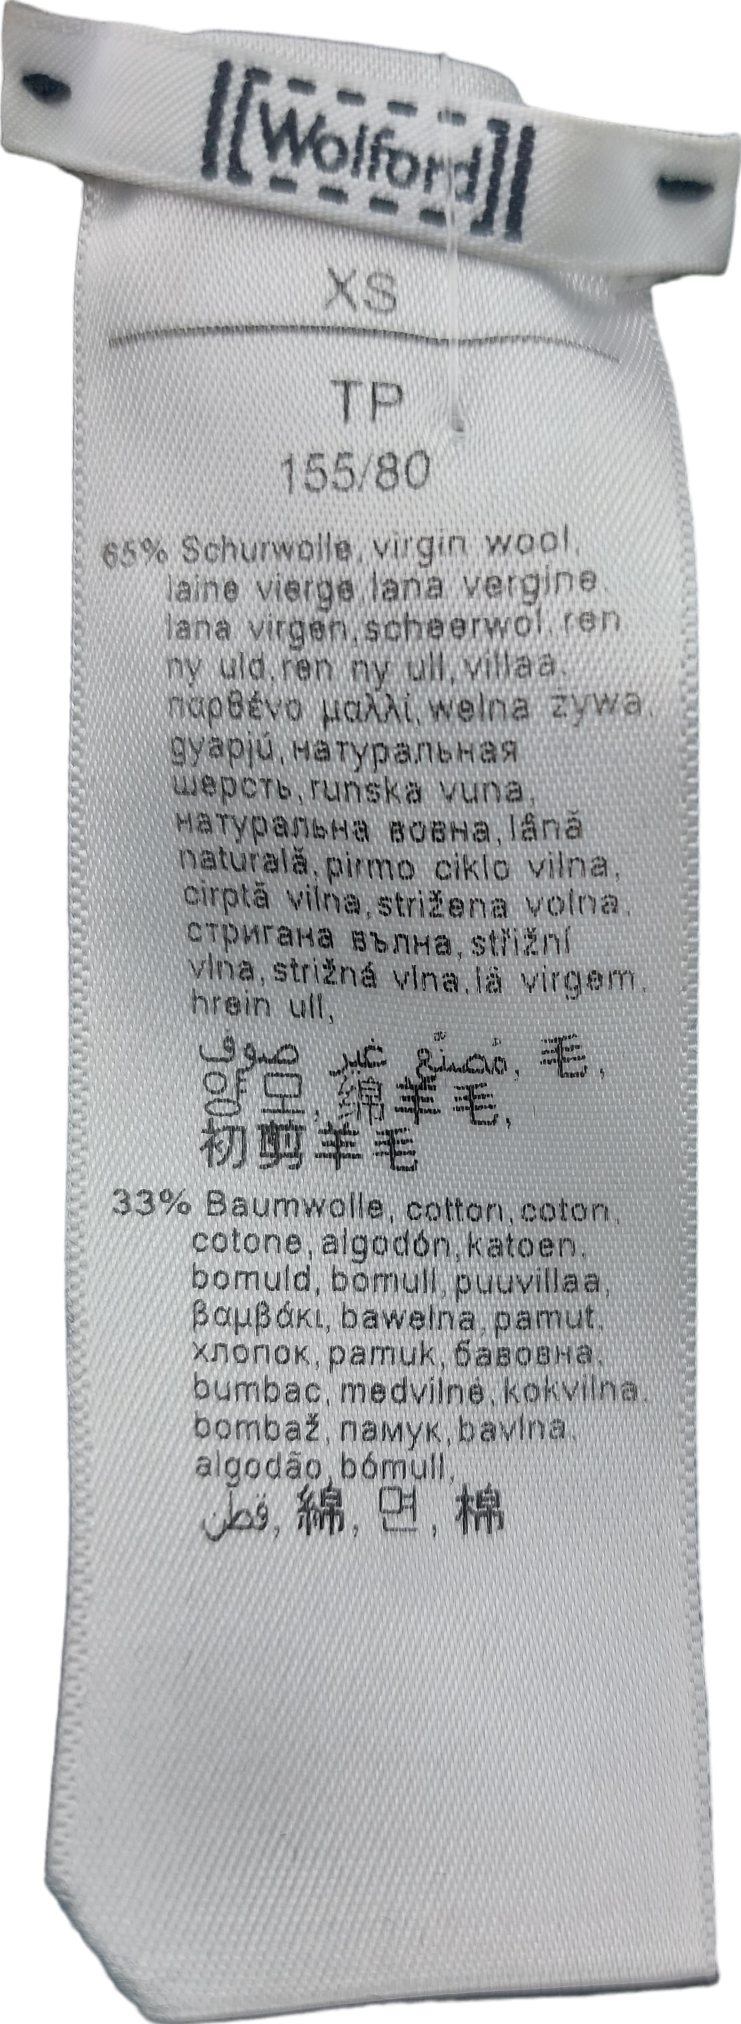 Wolford
XS
TP
155/80
65% Schurwolle, virgin wool,
laine vierge, lana vergine,
lana virgen, scheerwol, ren
ny uld, ren ny ull, villaa,
παρθένο μαλλί, wełna żywa,
gyapjú, натуральная
шерсть, runska vuna,
натуральна вовна, lână
naturală, pirmo ciklo vilna,
cirptā vilna, strižena volna,
стригана вълна, střižní
vlna, strižná vlna, lã virgem,
hrein ull,
صوف غير مُصنّع, 毛,
양모, 绵羊毛,
初剪羊毛
33% Baumwolle, cotton, coton,
cotone, algodón, katoen,
bomuld, bomull, puuvillaa,
βαμβάκι, bawełna, pamut,
хлопок, pamuk, бавовна,
bumbac, medvilnė, kokvilna,
bombaž, памук, bavlna,
algodão, bómull,
قطن, 綿, 면, 棉